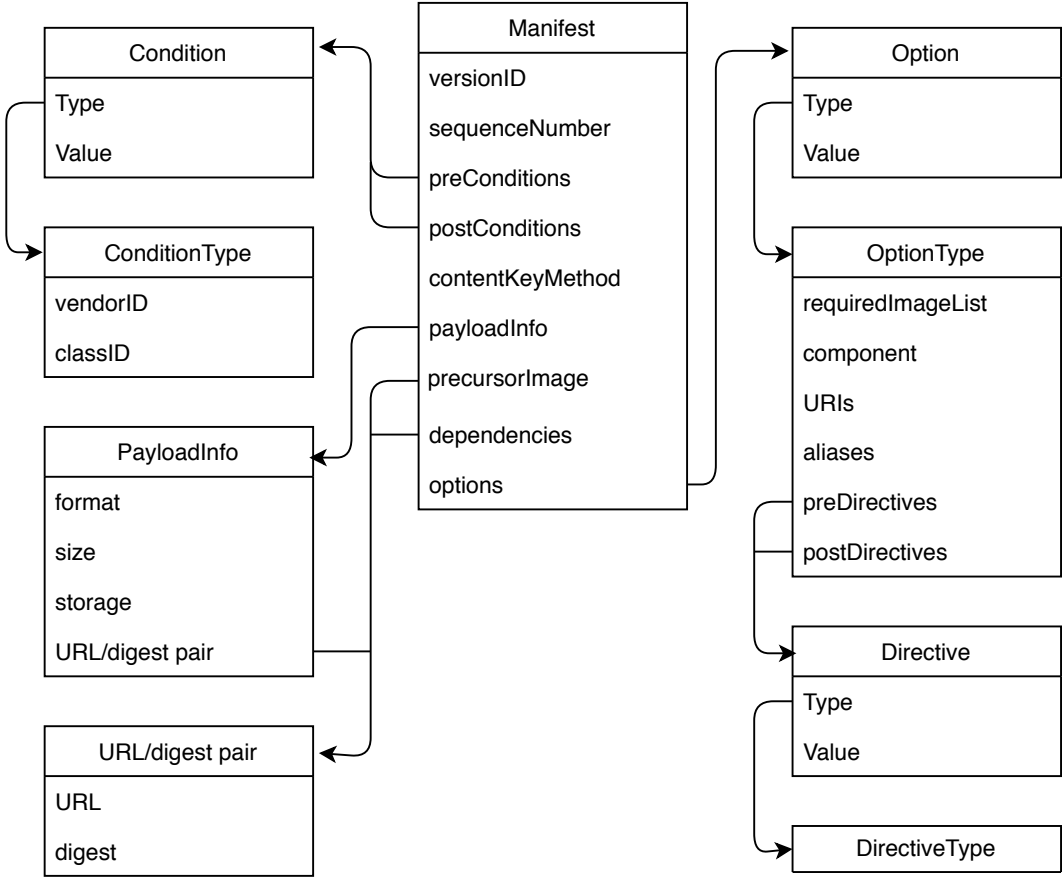 Condition
Type
Value
ConditionType
vendorID
classID
PayloadInfo
format
size
storage
URL/digest pair
URL/digest pair
URL
digest
Manifest
versionID
sequenceNumber
preConditions
postConditions
contentKeyMethod
payloadInfo
precursorImage
dependencies
options
Option
Type
Value
OptionType
requiredImageList
component
URIs
aliases
preDirectives
postDirectives
Directive
Type
Value
DirectiveType